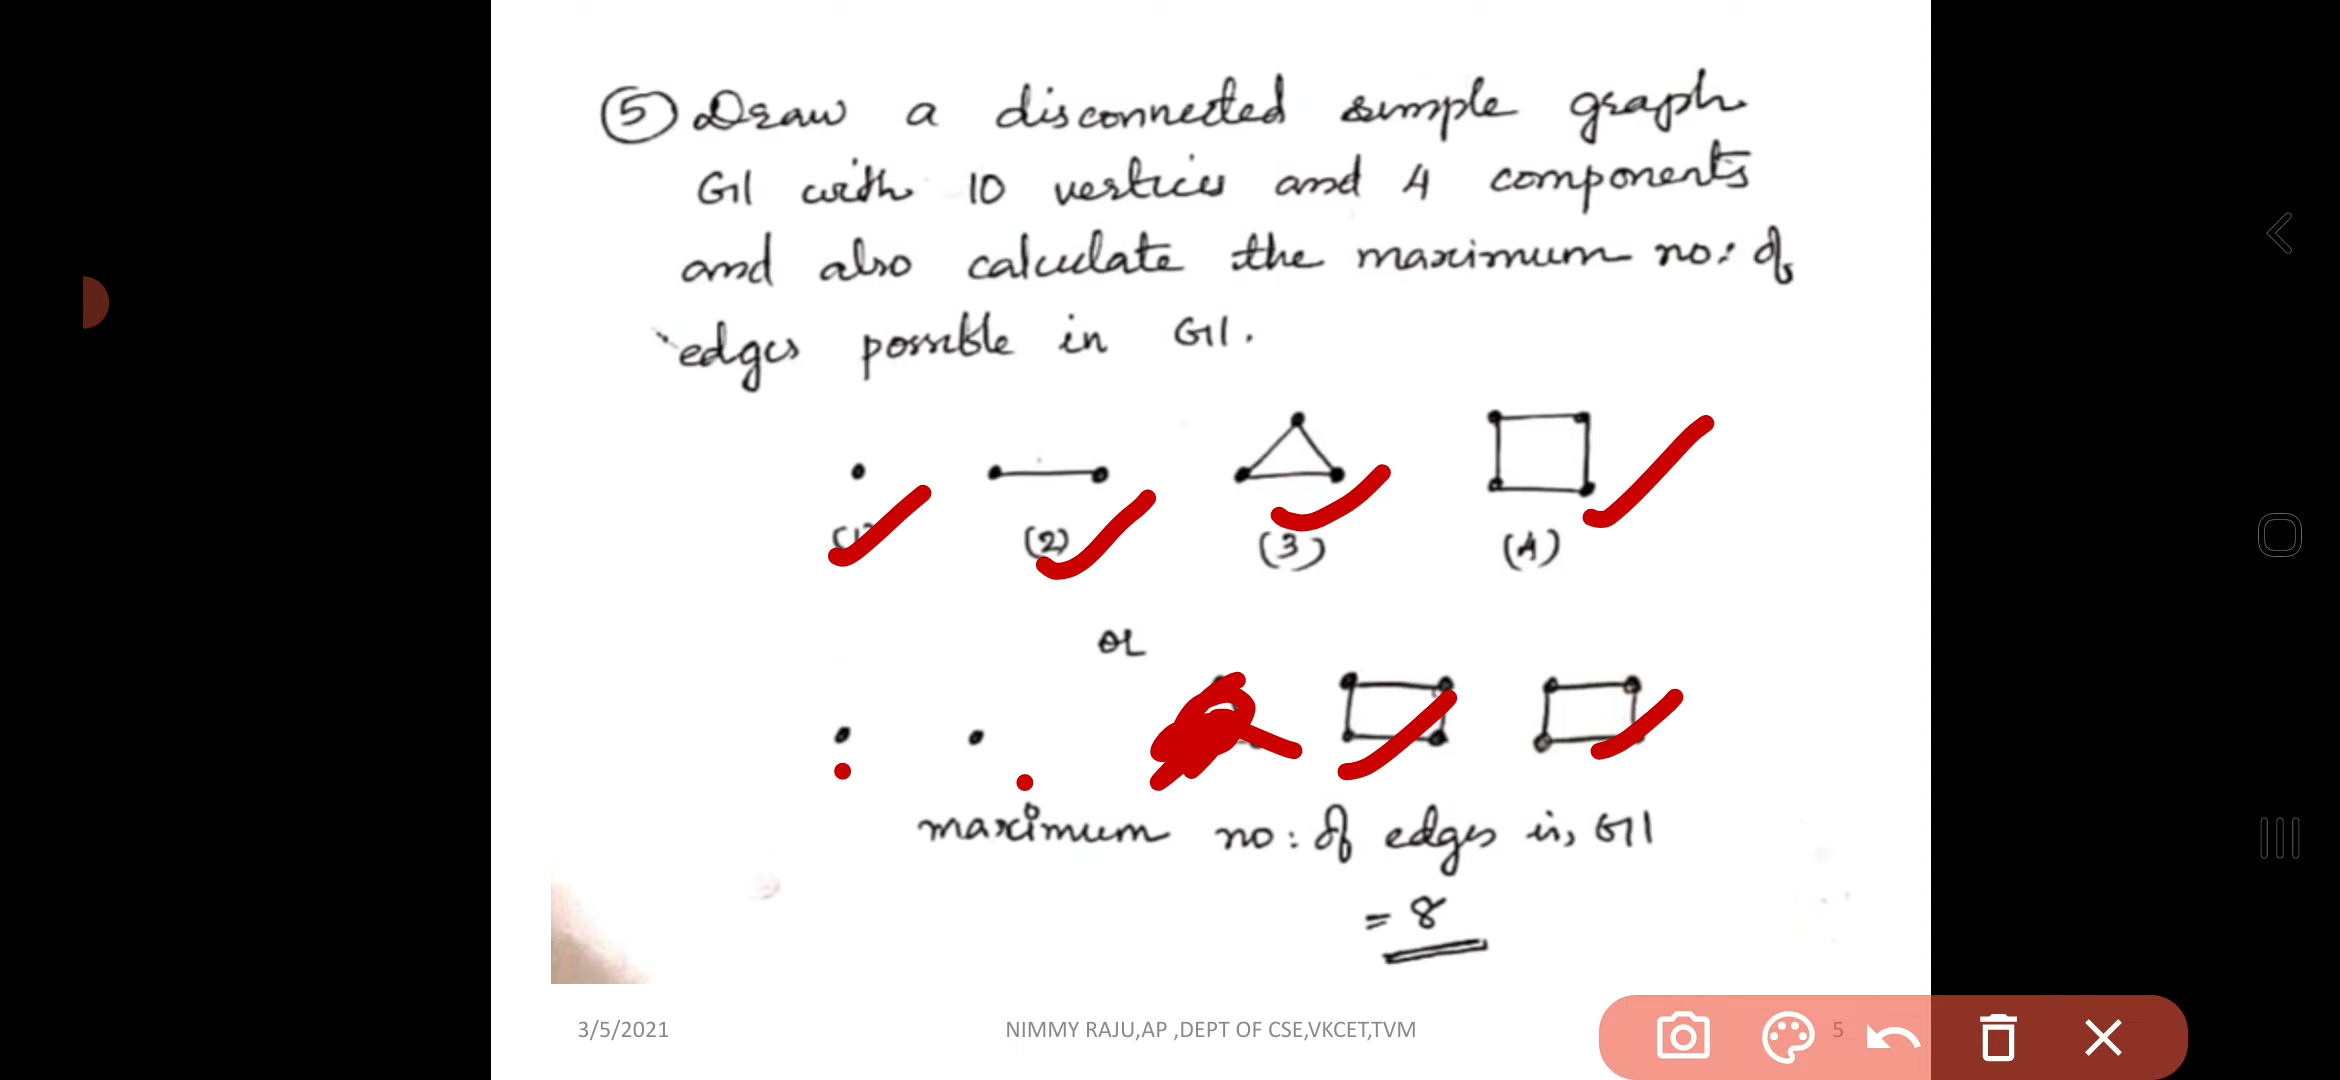 5 Draw a disconnected simple graph
G1 with 10 vertices and 4 components
and also calculate the maximum no: of
edges possible in G1.
(1) (2) (3) (4)
or
maximum no: of edges in G1
= 8
3/5/2021 NIMMY RAJU,AP ,DEPT OF CSE,VKCET,TVM 5